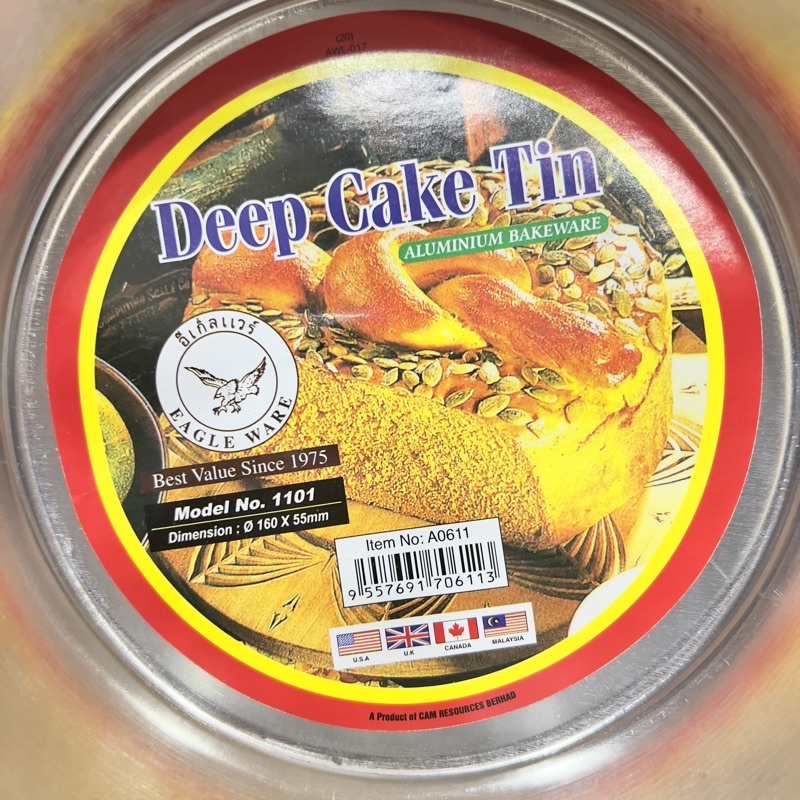 (20)
AWL-017
Deep Cake Tin
ALUMINIUM BAKEWARE
อีเกิลแวร์
EAGLE WARE
Best Value Since 1975
Model No. 1101
Dimension : Ø 160 X 55mm
Item No: A0611
9 557691 706113
U.S.A
U.K
CANADA
MALAYSIA
A Product of CAM RESOURCES BERHAD